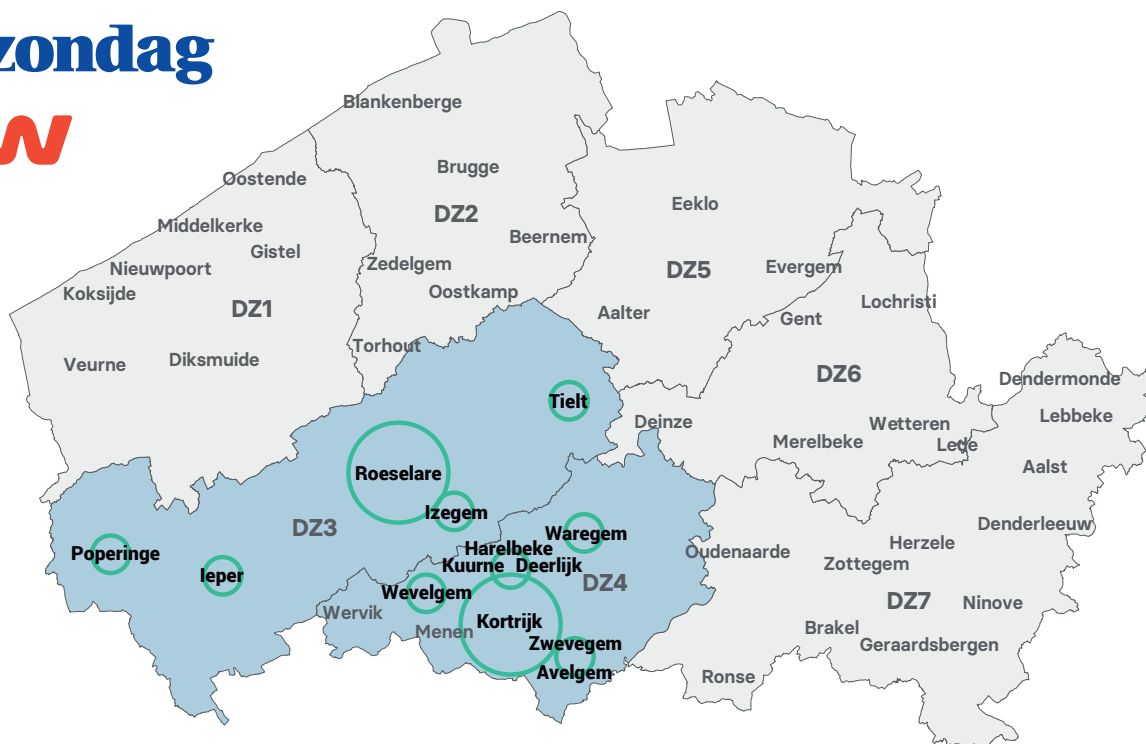 zondag
w
Blankenberge
Brugge
Oostende
Eeklo
DZ2
Middelkerke
Beernem
Gistel
Zedelgem
Evergem
Nieuwpoort
DZ5
Koksijde
Oostkamp
Lochristi
DZ1
Aalter
Gent
Torhout
Diksmuide
Veurne
DZ6
Dendermonde
Tielt
Lebbeke
Deinze
Wetteren
Merelbeke
Lede
Aalst
Roeselare
Izegem
Denderleeuw
DZ3
Waregem
Herzele
Harelbeke
Oudenaarde
Poperinge
Kuurne Deerlijk
Zottegem
Ieper
DZ4
Wevelgem
DZ7
Ninove
Wervik
Kortrijk
Brakel
Menen
Zwevegem
Geraardsbergen
Avelgem
Ronse